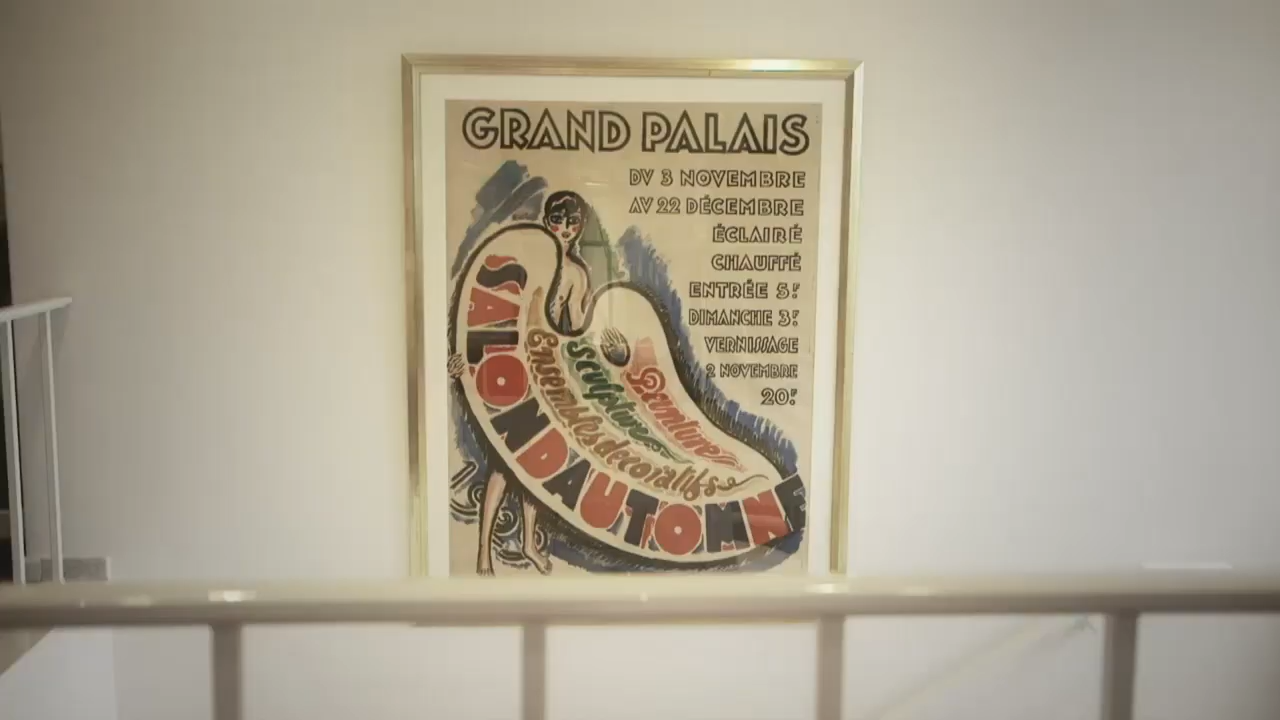 GRAND PALAIS
DV 3 NOVEMBRE
AV 22 DÉCEMBRE
ÉCLAIRÉ
CHAUFFÉ
ENTRÉE 5F
DIMANCHE 3F
VERNISSAGE
2 NOVEMBRE
20F
Peinture
Sculpture
Ensembles décoratifs
SALON D'AUTOMNE